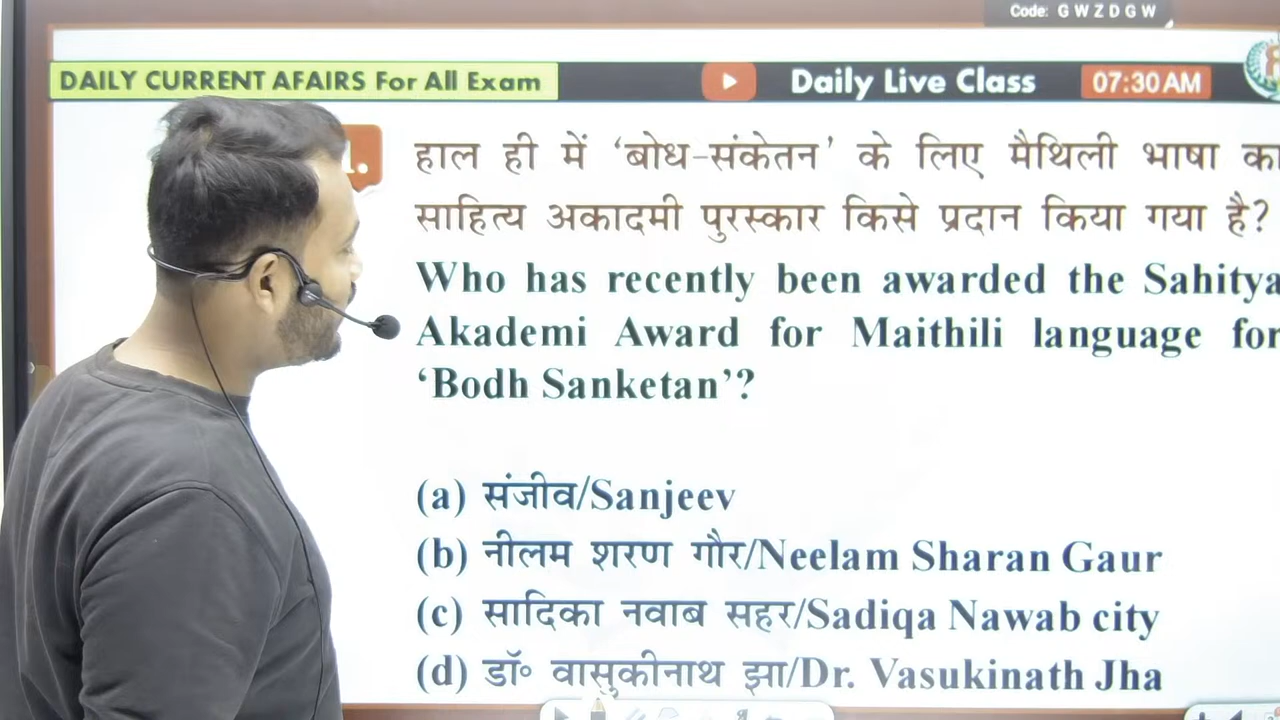 Code: G W Z D G W
DAILY CURRENT AFAIRS For All Exam
Daily Live Class
07:30AM
हाल ही में ‘बोध-संकेतन’ के लिए मैथिली भाषा का
साहित्य अकादमी पुरस्कार किसे प्रदान किया गया है?
Who has recently been awarded the Sahitya
Akademi Award for Maithili language for
‘Bodh Sanketan’?
(a) संजीव/Sanjeev
(b) नीलम शरण गौर/Neelam Sharan Gaur
(c) सादिका नवाब सहर/Sadiqa Nawab city
(d) डॉ॰ वासुकीनाथ झा/Dr. Vasukinath Jha